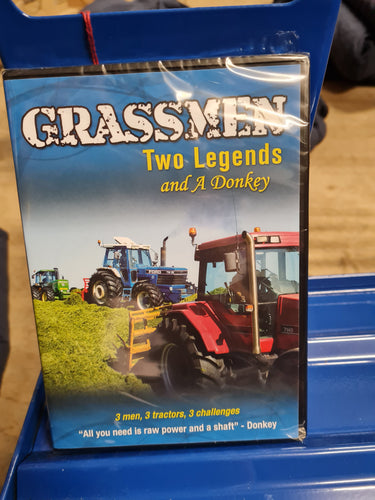 GRASSMEN
Two Legends
and A Donkey
FORD
3 men, 3 tractors, 3 challenges
"All you need is raw power and a shaft" - Donkey